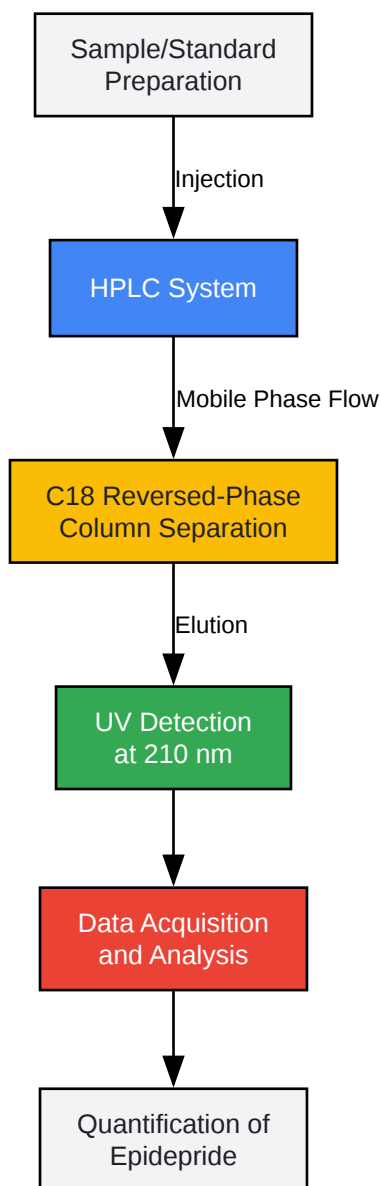 Sample/Standard
Preparation
Injection
HPLC System
Mobile Phase Flow
C18 Reversed-Phase
Column Separation
Elution
UV Detection
at 210 nm
Data Acquisition
and Analysis
Quantification of
Epidepride